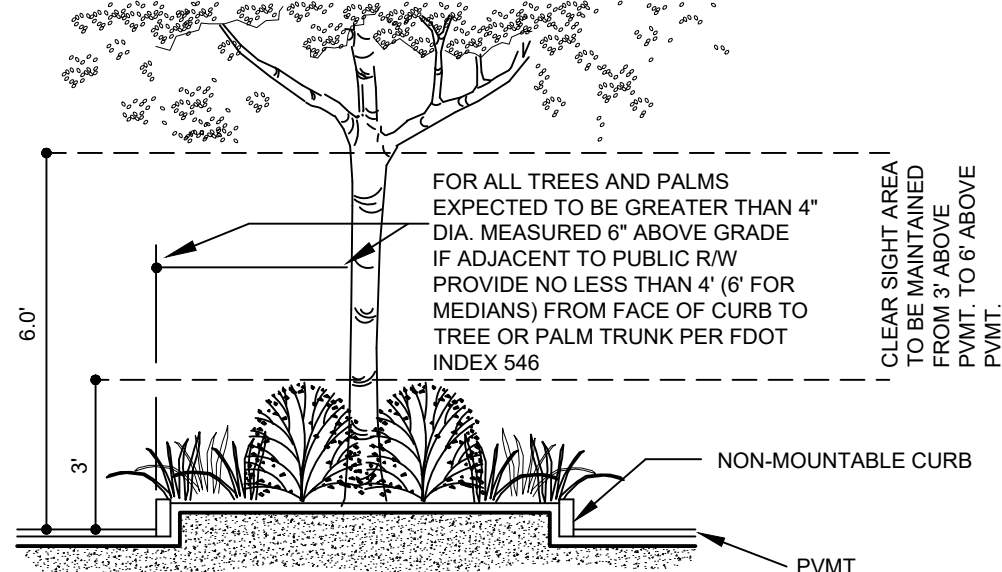 FOR ALL TREES AND PALMS
EXPECTED TO BE GREATER THAN 4"
DIA. MEASURED 6" ABOVE GRADE
IF ADJACENT TO PUBLIC R/W
PROVIDE NO LESS THAN 4' (6' FOR
MEDIANS) FROM FACE OF CURB TO
TREE OR PALM TRUNK PER FDOT
INDEX 546
CLEAR SIGHT AREA
TO BE MAINTAINED
FROM 3' ABOVE
PVMT. TO 6' ABOVE
PVMT.
6.0'
3'
NON-MOUNTABLE CURB
PVMT